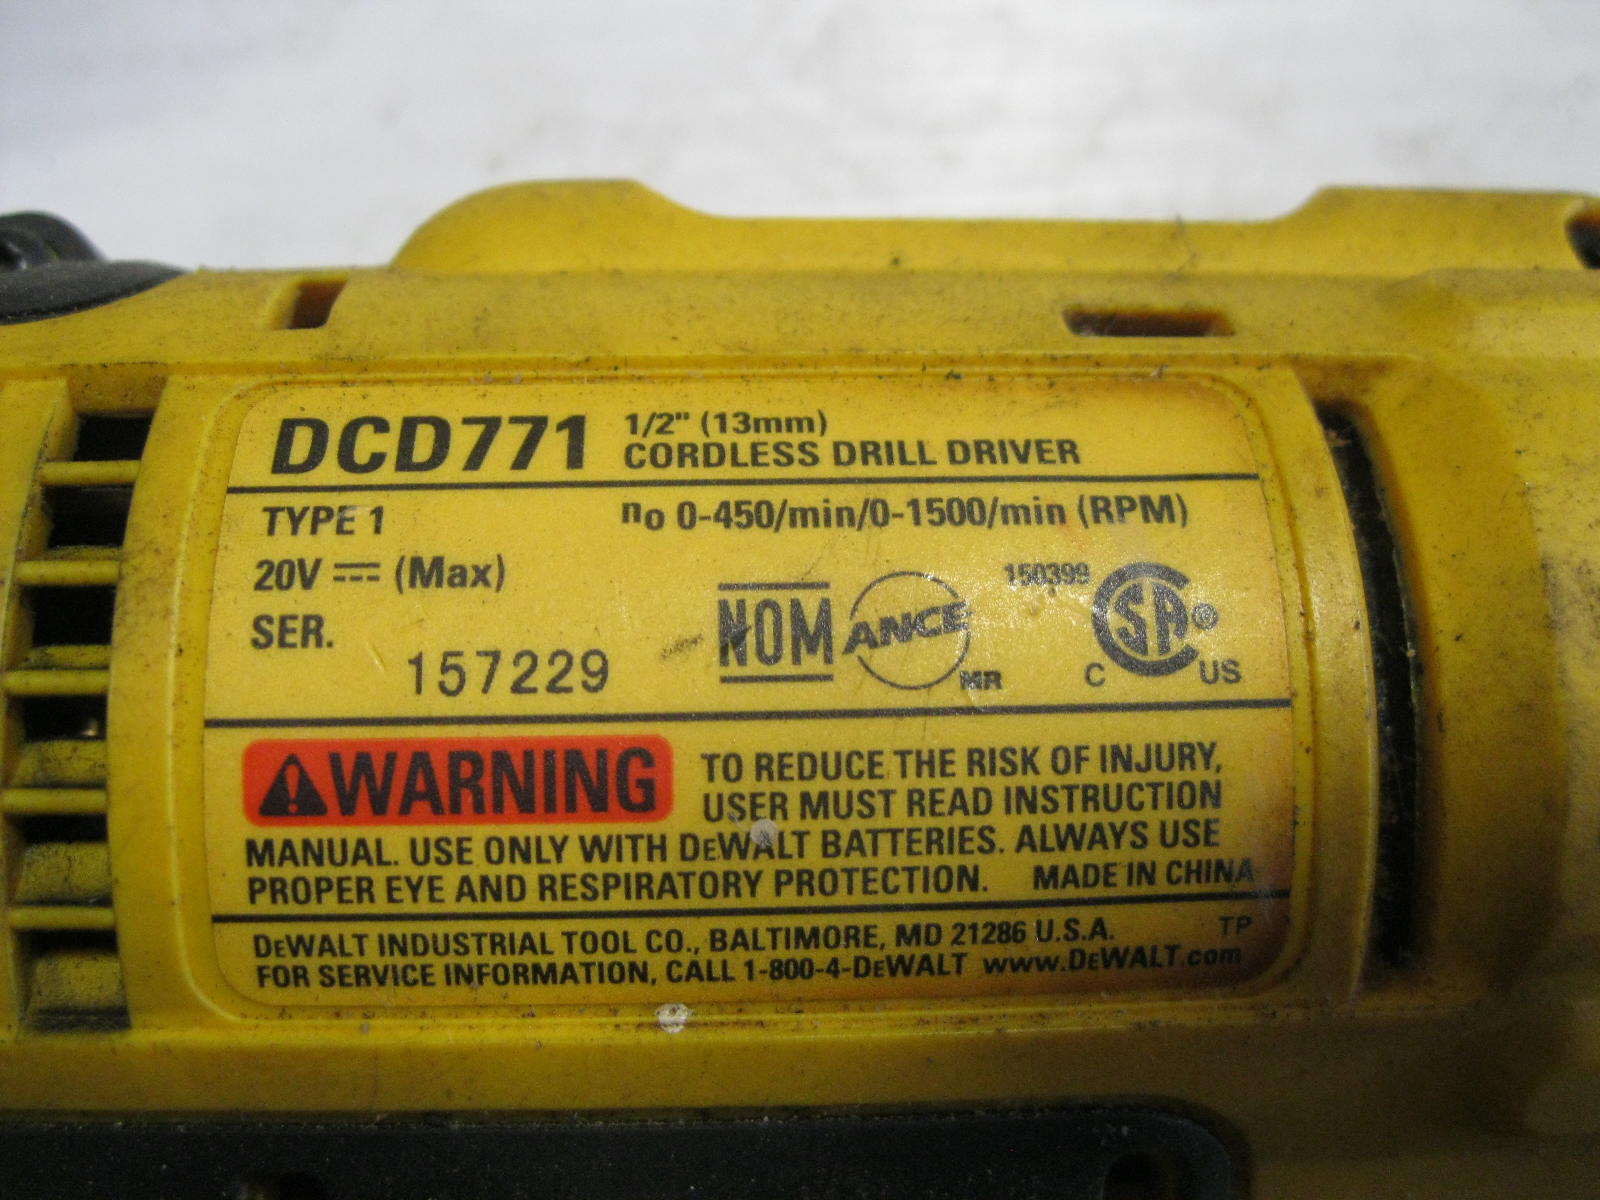 DCD771 1/2" (13mm)
CORDLESS DRILL DRIVER
TYPE 1 no 0-450/min/0-1500/min (RPM)
20V ⎓ (Max)
SER.
157229
NOM ANCE MR
150399
C SA ® C US
WARNING TO REDUCE THE RISK OF INJURY,
USER MUST READ INSTRUCTION
MANUAL. USE ONLY WITH DEWALT BATTERIES. ALWAYS USE
PROPER EYE AND RESPIRATORY PROTECTION. MADE IN CHINA
DEWALT INDUSTRIAL TOOL CO., BALTIMORE, MD 21286 U.S.A. TP
FOR SERVICE INFORMATION, CALL 1-800-4-DEWALT www.DEWALT.com